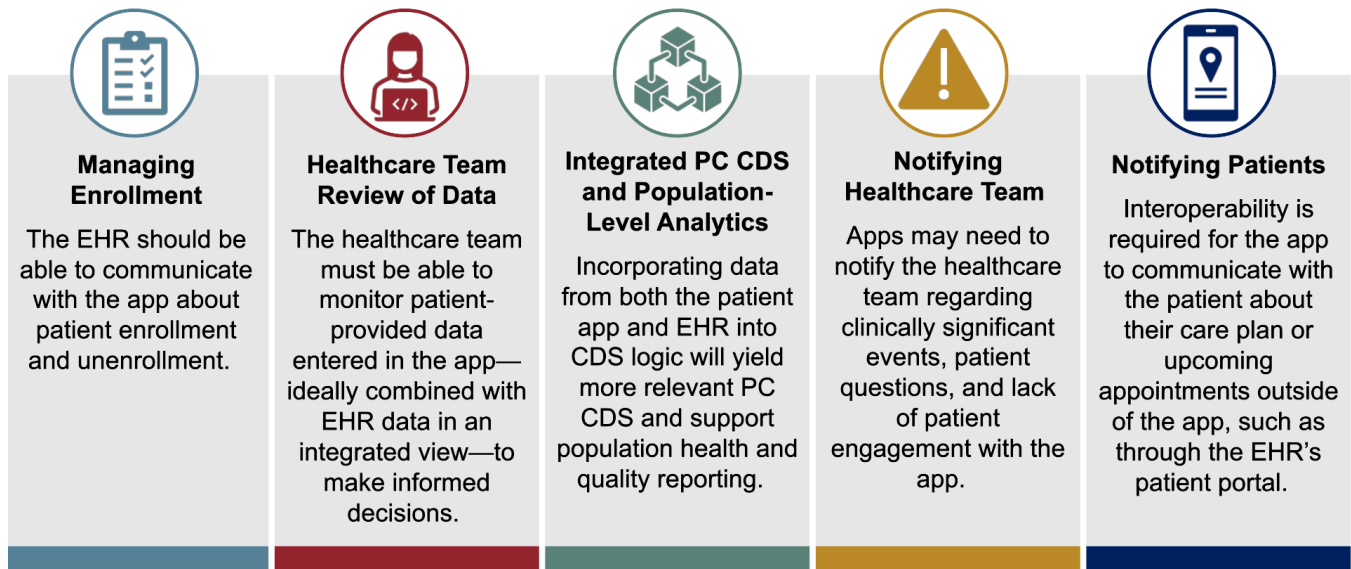 Managing
Enrollment
The EHR should be
able to communicate
with the app about
patient enrollment
and unenrollment.
</>
Healthcare Team
Review of Data
The healthcare team
must be able to
monitor patient-
provided data
entered in the app—
ideally combined with
EHR data in an
integrated view—to
make informed
decisions.
Integrated PC CDS
and Population-
Level Analytics
Incorporating data
from both the patient
app and EHR into
CDS logic will yield
more relevant PC
CDS and support
population health and
quality reporting.
!
Notifying
Healthcare Team
Apps may need to
notify the healthcare
team regarding
clinically significant
events, patient
questions, and lack
of patient
engagement with the
app.
Notifying Patients
Interoperability is
required for the app
to communicate with
the patient about
their care plan or
upcoming
appointments outside
of the app, such as
through the EHR’s
patient portal.